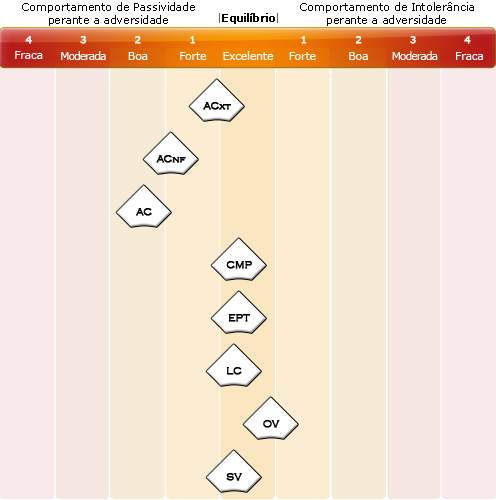 Comportamento de Passividade
perante a adversidade
|Equilíbrio|
Comportamento de Intolerância
perante a adversidade
4 3 2 1 1 2 3 4
Fraca Moderada Boa Forte Excelente Forte Boa Moderada Fraca
ACXT
ACNF
AC
CMP
EPT
LC
OV
SV